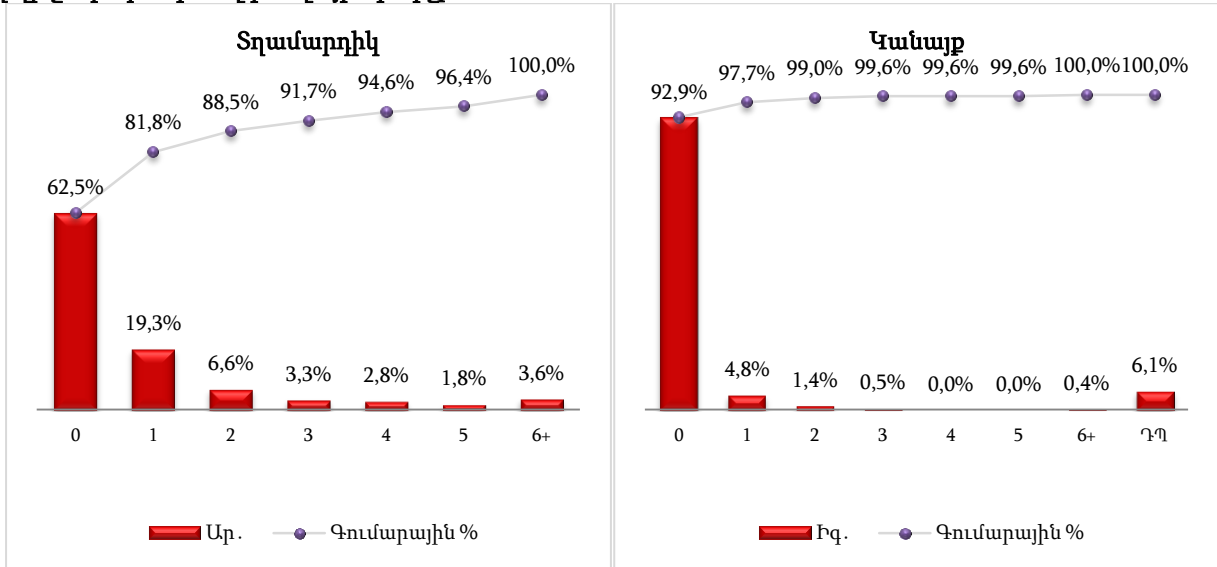 Տղամարդիկ
62,5% 81,8% 88,5% 91,7% 94,6% 96,4% 100,0%
19,3% 6,6% 3,3% 2,8% 1,8% 3,6%
0 1 2 3 4 5 6+
Ար. Գումարային %
Կանայք
92,9% 97,7% 99,0% 99,6% 99,6% 99,6% 100,0% 100,0%
4,8% 1,4% 0,5% 0,0% 0,0% 0,4% 6,1%
0 1 2 3 4 5 6+ ԴՊ
Իգ. Գումարային %